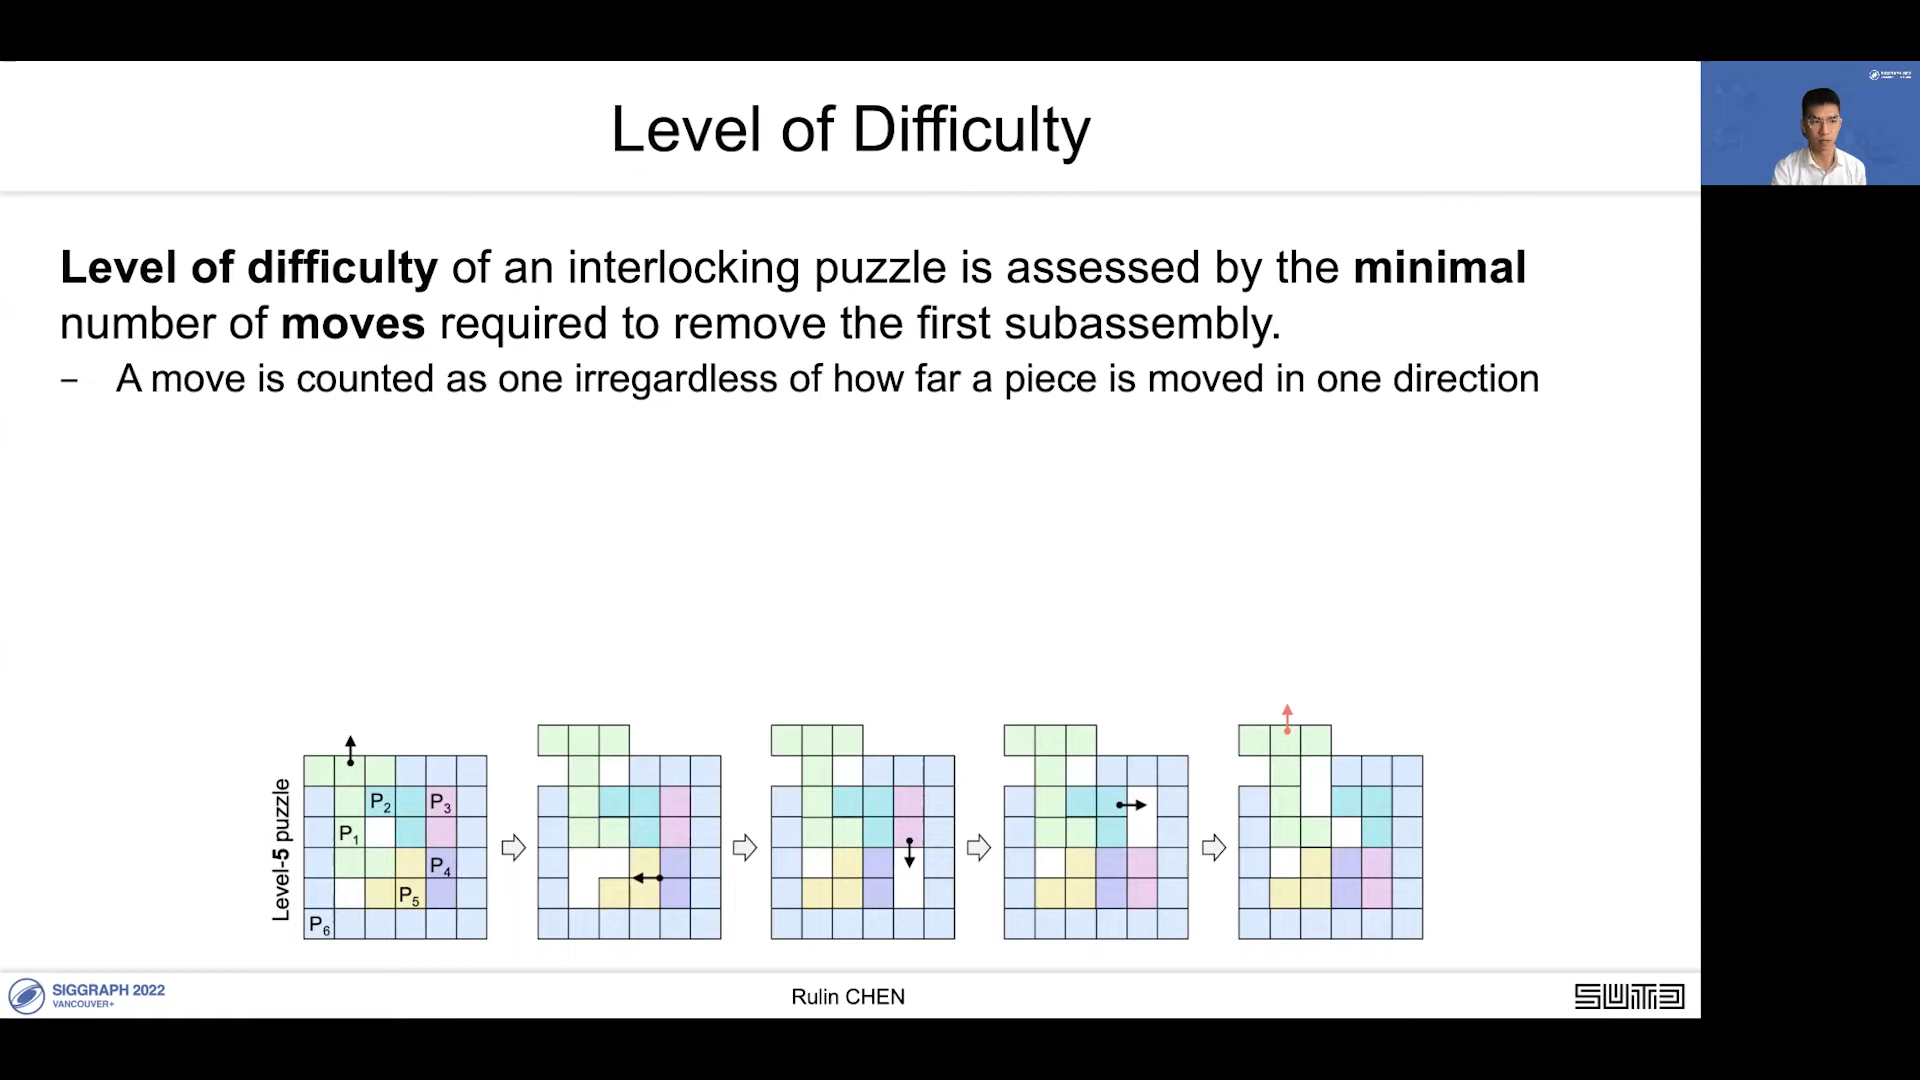 Level of Difficulty
Level of difficulty of an interlocking puzzle is assessed by the minimal
number of moves required to remove the first subassembly.
– A move is counted as one irregardless of how far a piece is moved in one direction
Level-5 puzzle
P2
P3
P1
P4
P5
P6
SIGGRAPH 2022
VANCOUVER+
Rulin CHEN
SUTD